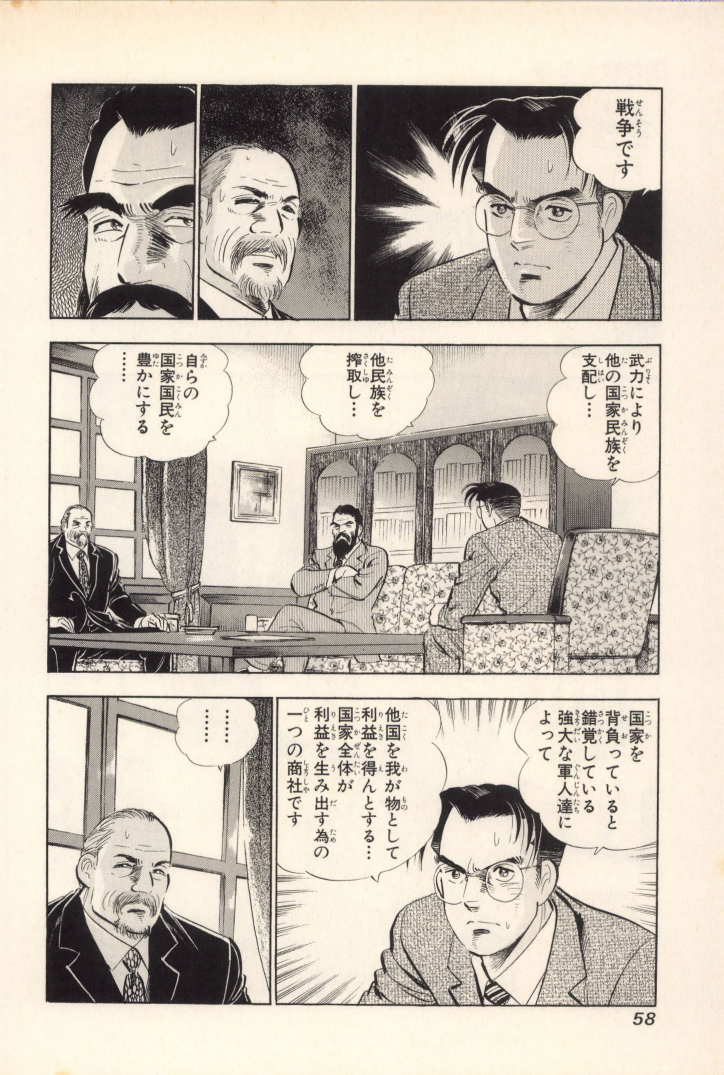 戦争です
武力により
他の国家民族を
支配し…
他民族を
搾取し…
自らの
国家国民を
豊かにする
……
国家を
背負っていると
錯覚している
強大な軍人達に
よって
他国を我が物として
利益を得んとする…
国家全体が
利益を生み出す為の
一つの商社です
……
……
58